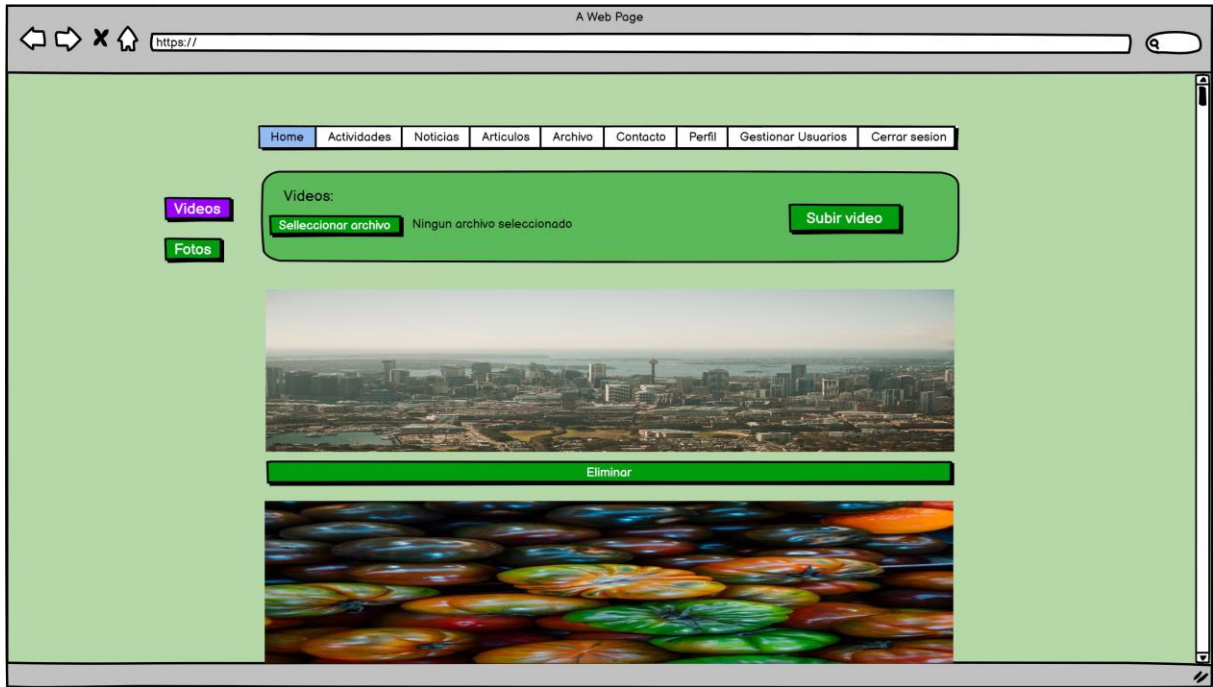 A Web Page
https://
Home Actividades Noticias Articulos Archivo Contacto Perfil Gestionar Usuarios Cerrar sesion
Videos
Fotos
Videos:
Selleccionar archivo Ningun archivo seleccionado
Subir video
Eliminar